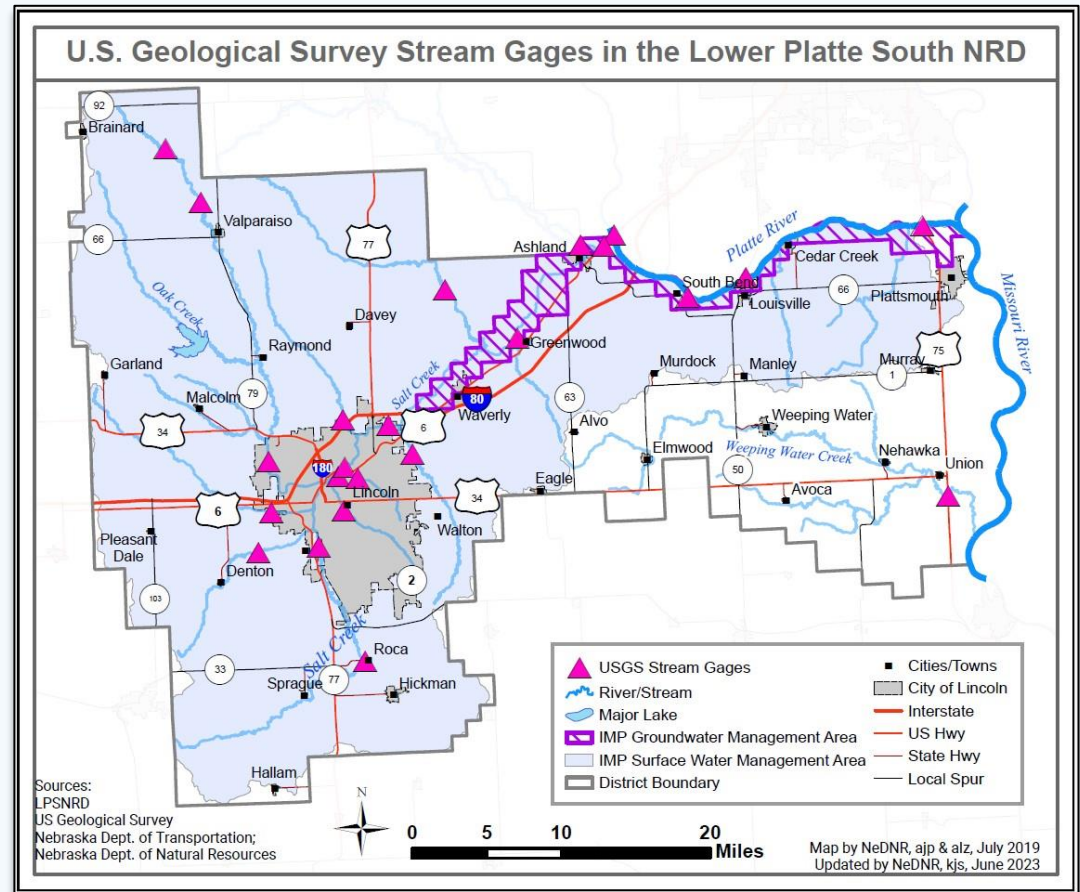 U.S. Geological Survey Stream Gages in the Lower Platte South NRD
92
Brainard
Valparaiso
66
77
Ashland
Platte River
Cedar Creek
South Bend
Louisville
66
Plattsmouth
Missouri River
Oak Creek
Davey
Raymond
Greenwood
Garland
Malcolm
79
Salt Creek
Murdock
Manley
Murray
1
75
34
Waverly
80
6
63
Alvo
Weeping Water
Elmwood
Weeping Water Creek
Nehawka
50
Union
180
Lincoln
34
Eagle
Avoca
6
Walton
Pleasant
Dale
Denton
2
103
Salt Creek
Roca
33
Sprague
77
Hickman
Hallam
USGS Stream Gages
River/Stream
Major Lake
IMP Groundwater Management Area
IMP Surface Water Management Area
District Boundary
Cities/Towns
City of Lincoln
Interstate
US Hwy
State Hwy
Local Spur
Sources:
LPSNRD
US Geological Survey
Nebraska Dept. of Transportation;
Nebraska Dept. of Natural Resources
N
0 5 10 20
Miles
Map by NeDNR, ajp & alz, July 2019
Updated by NeDNR, kjs, June 2023